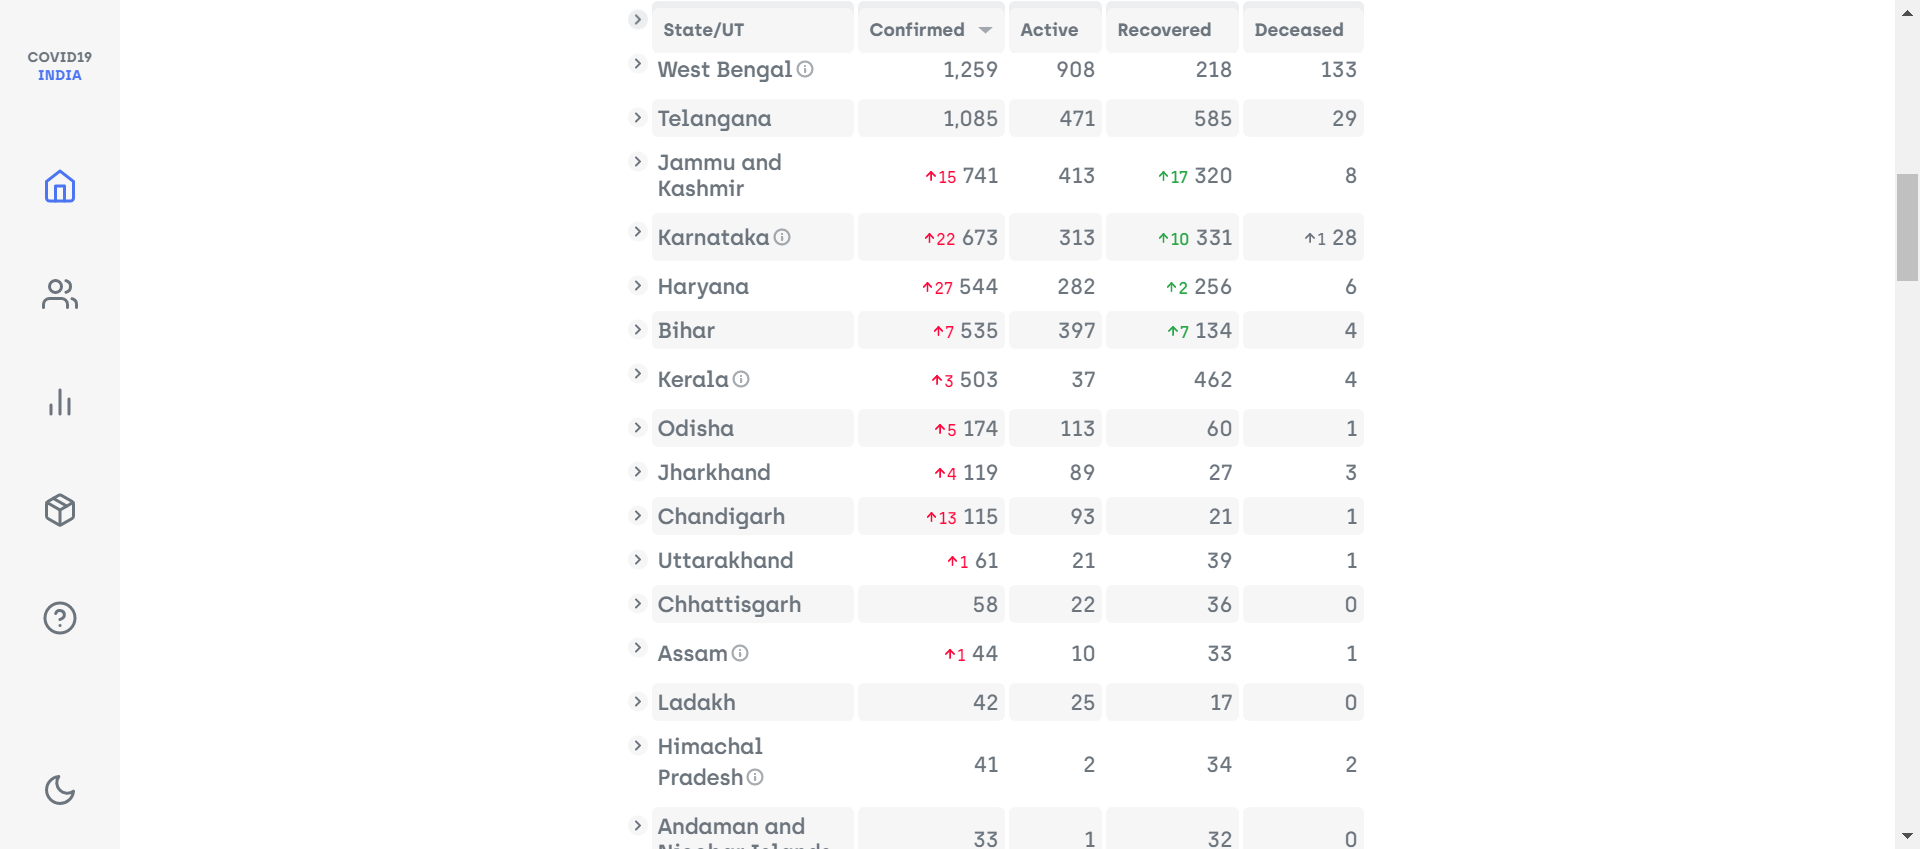 COVID19
INDIA
State/UT Confirmed Active Recovered Deceased
West Bengal 1,259 908 218 133
Telangana 1,085 471 585 29
Jammu and
Kashmir ↑15 741 413 ↑17 320 8
Karnataka ↑22 673 313 ↑10 331 ↑1 28
Haryana ↑27 544 282 ↑2 256 6
Bihar ↑7 535 397 ↑7 134 4
Kerala ↑3 503 37 462 4
Odisha ↑5 174 113 60 1
Jharkhand ↑4 119 89 27 3
Chandigarh ↑13 115 93 21 1
Uttarakhand ↑1 61 21 39 1
Chhattisgarh 58 22 36 0
Assam ↑1 44 10 33 1
Ladakh 42 25 17 0
Himachal
Pradesh 41 2 34 2
Andaman and
33 1 32 0